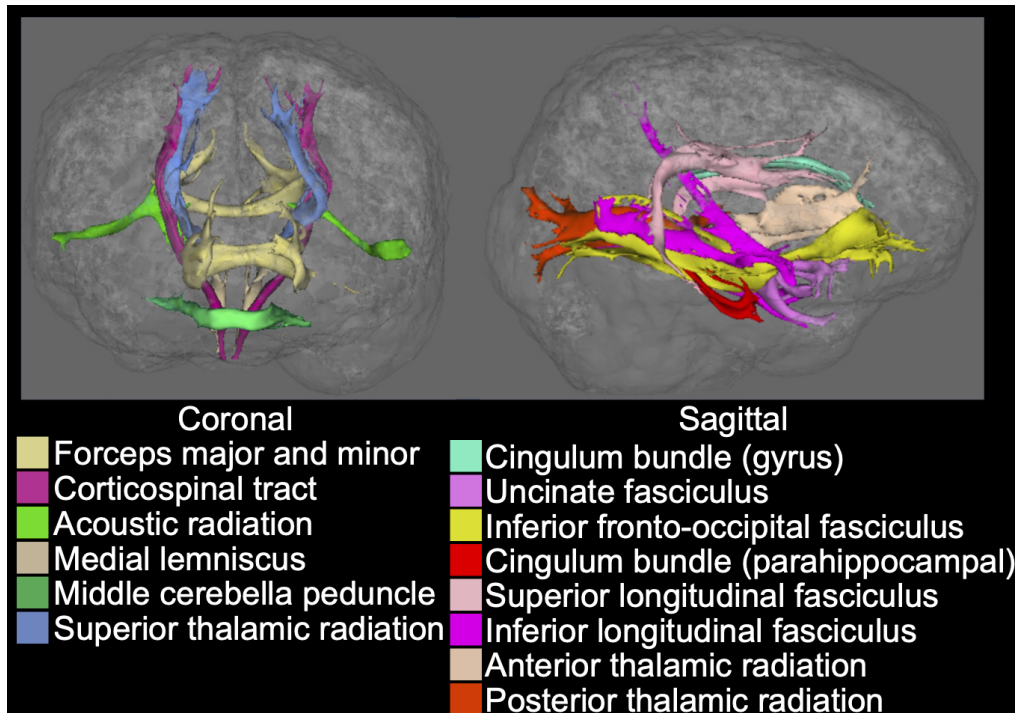 Coronal
Forceps major and minor
Corticospinal tract
Acoustic radiation
Medial lemniscus
Middle cerebella peduncle
Superior thalamic radiation
Sagittal
Cingulum bundle (gyrus)
Uncinate fasciculus
Inferior fronto-occipital fasciculus
Cingulum bundle (parahippocampal)
Superior longitudinal fasciculus
Inferior longitudinal fasciculus
Anterior thalamic radiation
Posterior thalamic radiation